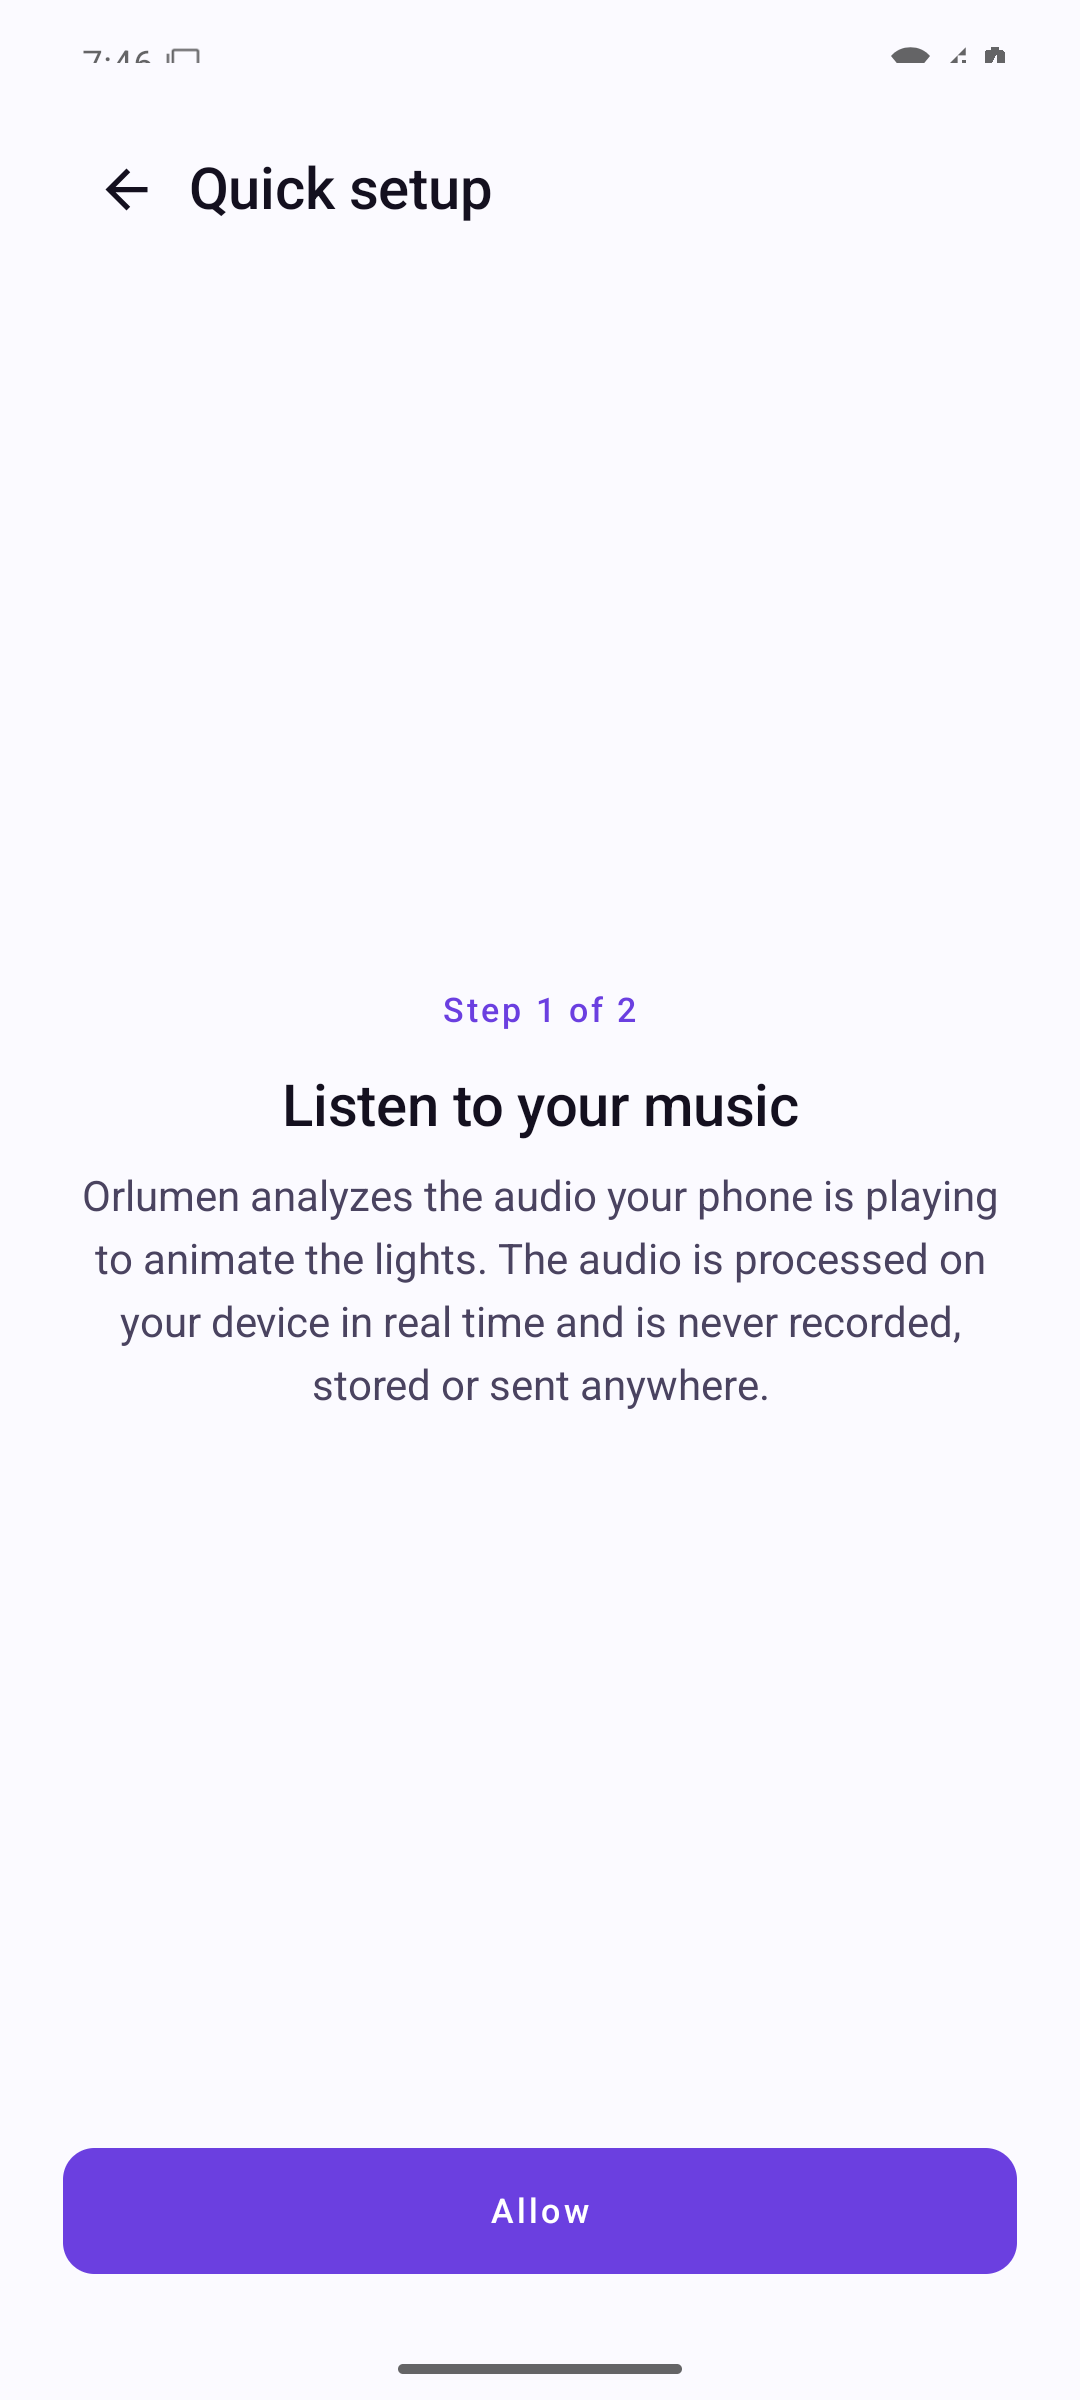 7:46
Quick setup
Step 1 of 2
Listen to your music
Orlumen analyzes the audio your phone is playing
to animate the lights. The audio is processed on
your device in real time and is never recorded,
stored or sent anywhere.
Allow